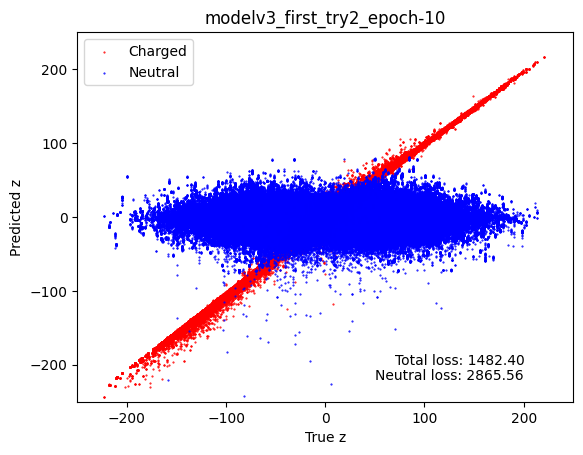 modelv3_first_try2_epoch-10
Charged
Neutral
Predicted z
200
100
0
−100
−200
Total loss: 1482.40
Neutral loss: 2865.56
−200 −100 0 100 200
True z